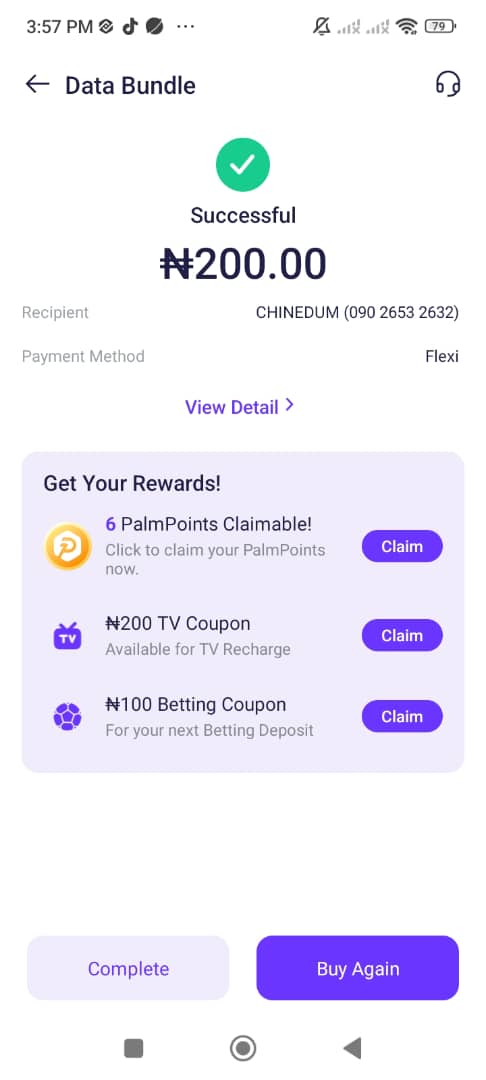 3:57 PM
79
Data Bundle
Successful
₦200.00
Recipient
CHINEDUM (090 2653 2632)
Payment Method
Flexi
View Detail
Get Your Rewards!
6 PalmPoints Claimable!
Click to claim your PalmPoints
now.
Claim
TV
₦200 TV Coupon
Available for TV Recharge
Claim
₦100 Betting Coupon
For your next Betting Deposit
Claim
Complete
Buy Again